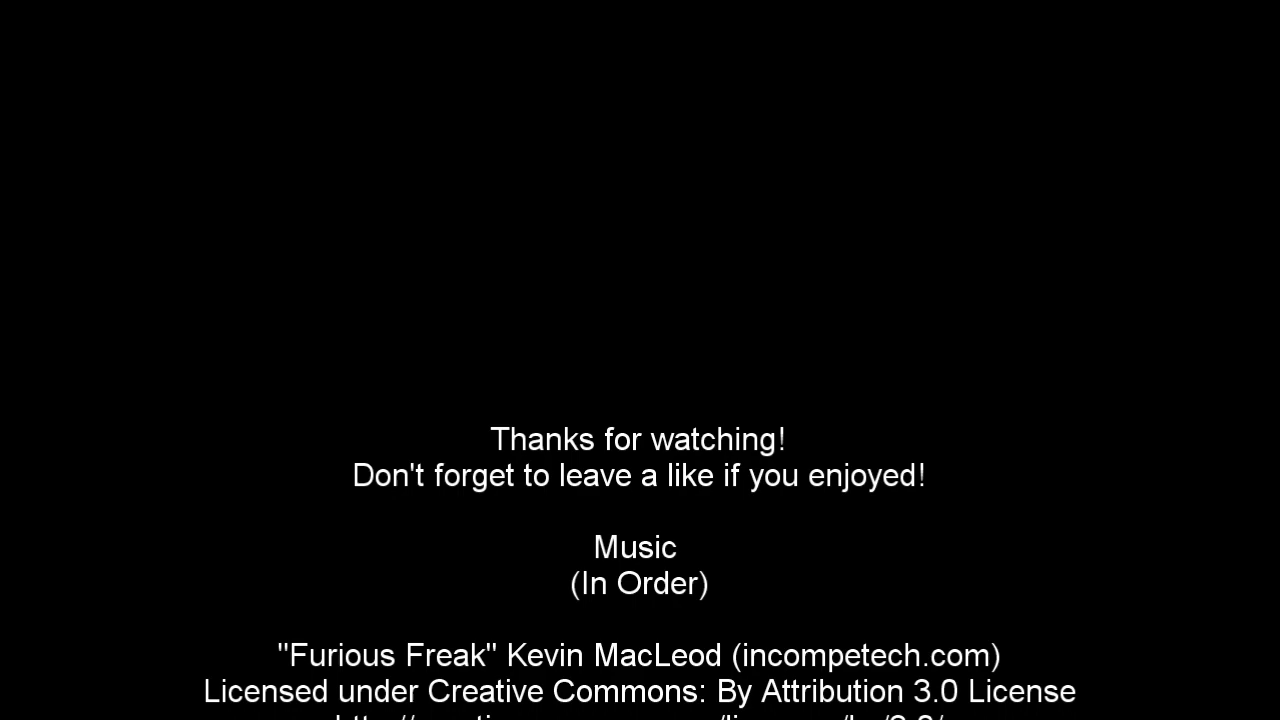 Thanks for watching!
Don't forget to leave a like if you enjoyed!
Music
(In Order)
"Furious Freak" Kevin MacLeod (incompetech.com)
Licensed under Creative Commons: By Attribution 3.0 License